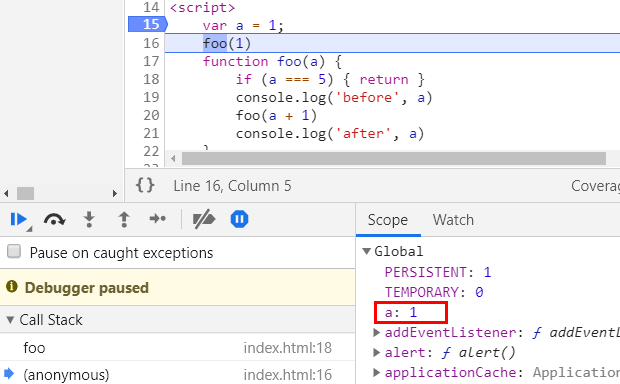 14 <script>
15 var a = 1;
16 foo(1)
17 function foo(a) {
18 if (a === 5) { return }
19 console.log('before', a)
20 foo(a + 1)
21 console.log('after', a)
22 }
23
{} Line 16, Column 5 Coverag
Pause on caught exceptions
Debugger paused
Call Stack
foo index.html:18
(anonymous) index.html:16
Scope Watch
Global
PERSISTENT: 1
TEMPORARY: 0
a: 1
addEventListener: ƒ addEventL
alert: ƒ alert()
applicationCache: Application